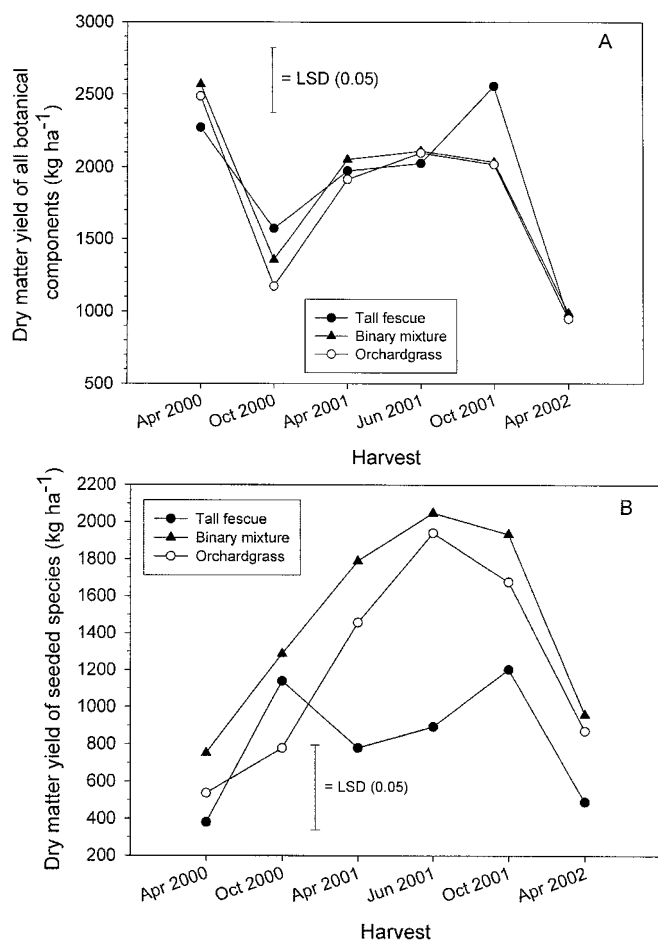 3000
2500
2000
1500
1000
500
Dry matter yield of all botanical
components (kg ha⁻¹)
A
= LSD (0.05)
Tall fescue
Binary mixture
Orchardgrass
Apr 2000
Oct 2000
Apr 2001
Jun 2001
Oct 2001
Apr 2002
Harvest
2200
2000
1800
1600
1400
1200
1000
800
600
400
200
Dry matter yield of seeded species (kg ha⁻¹)
B
Tall fescue
Binary mixture
Orchardgrass
= LSD (0.05)
Apr 2000
Oct 2000
Apr 2001
Jun 2001
Oct 2001
Apr 2002
Harvest